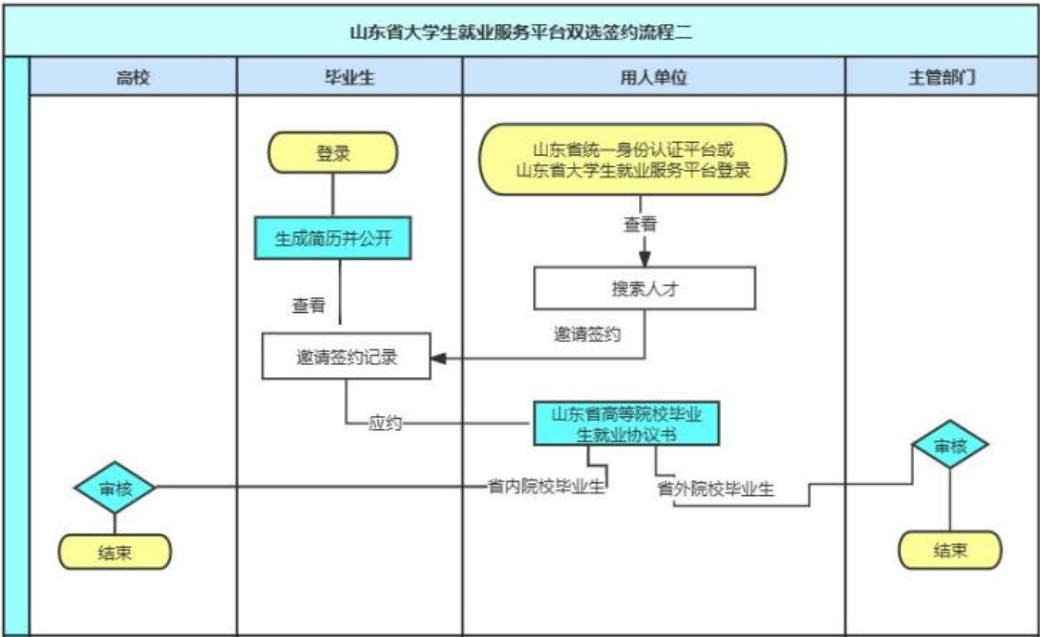 山东省大学生就业服务平台双选签约流程二
高校
毕业生
用人单位
主管部门
登录
山东省统一身份认证平台或
山东省大学生就业服务平台登录
查看
生成简历并公开
搜索人才
查看
邀请签约
邀请签约记录
应约
山东省高等院校毕业
生就业协议书
审核
省内院校毕业生
省外院校毕业生
审核
结束
结束